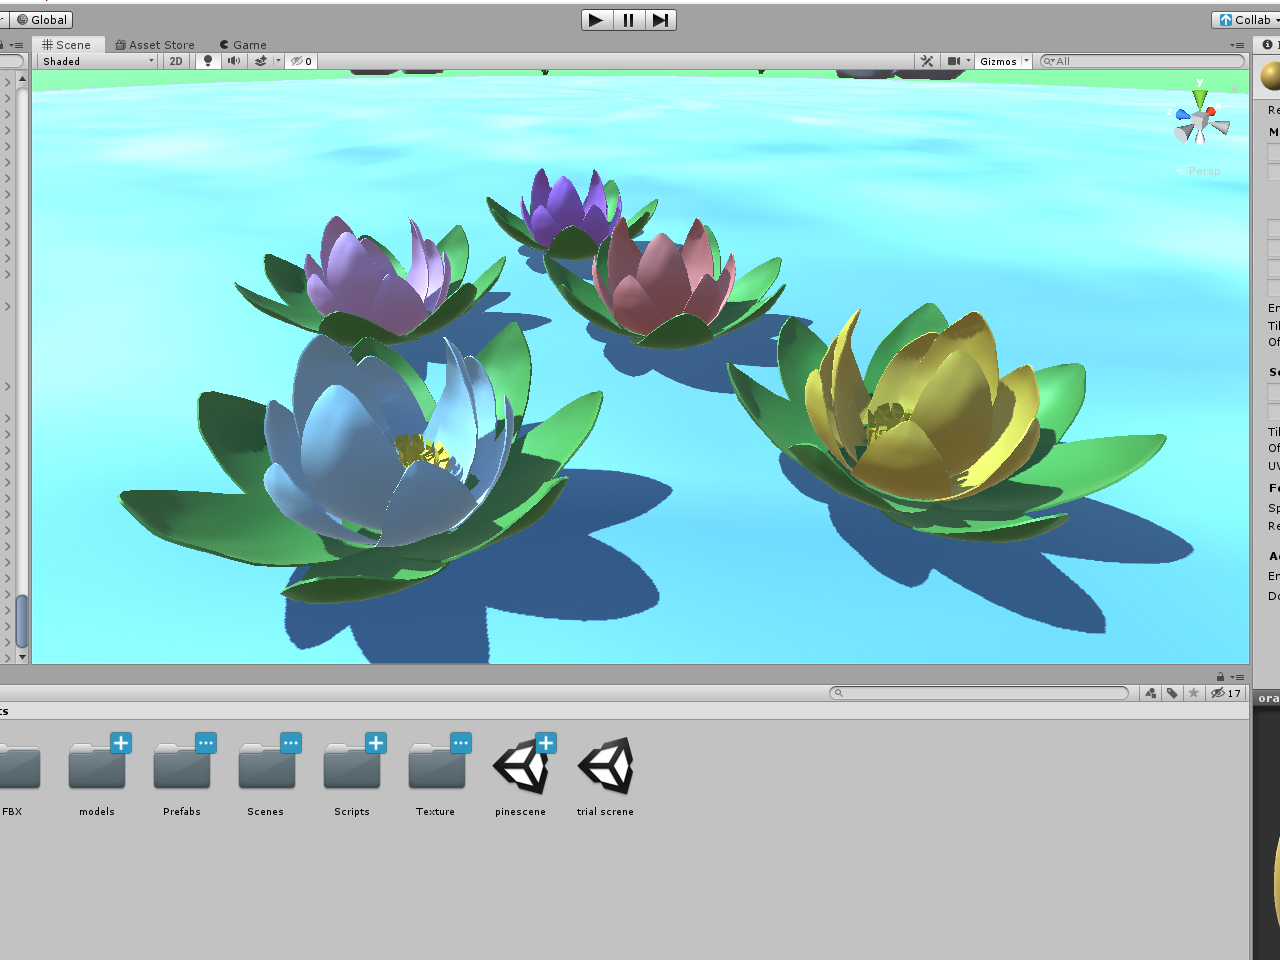 Global
Collab
Scene
Asset Store
Game
Shaded
2D
0
Gizmos
All
y
Persp
Re
M
En
Til
Of
Se
Til
Of
UV
Fo
Sp
Re
Ac
En
Do
17
ts
ora
FBX
models
Prefabs
Scenes
Scripts
Texture
pinescene
trial screne